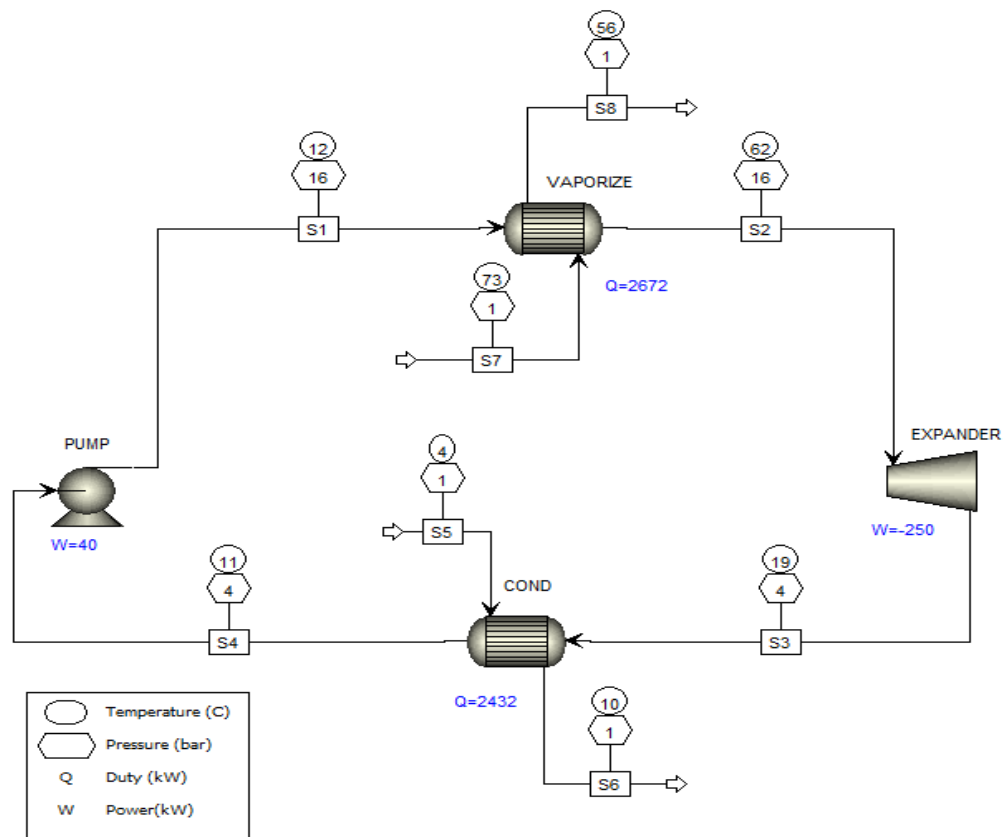 56
1
S8
12
16
S1
VAPORIZE
62
16
S2
Q=2672
73
1
S7
PUMP
W=40
4
1
S5
EXPANDER
W=-250
11
4
S4
COND
19
4
S3
Q=2432
10
1
S6
Temperature (C)
Pressure (bar)
Q Duty (kW)
W Power(kW)